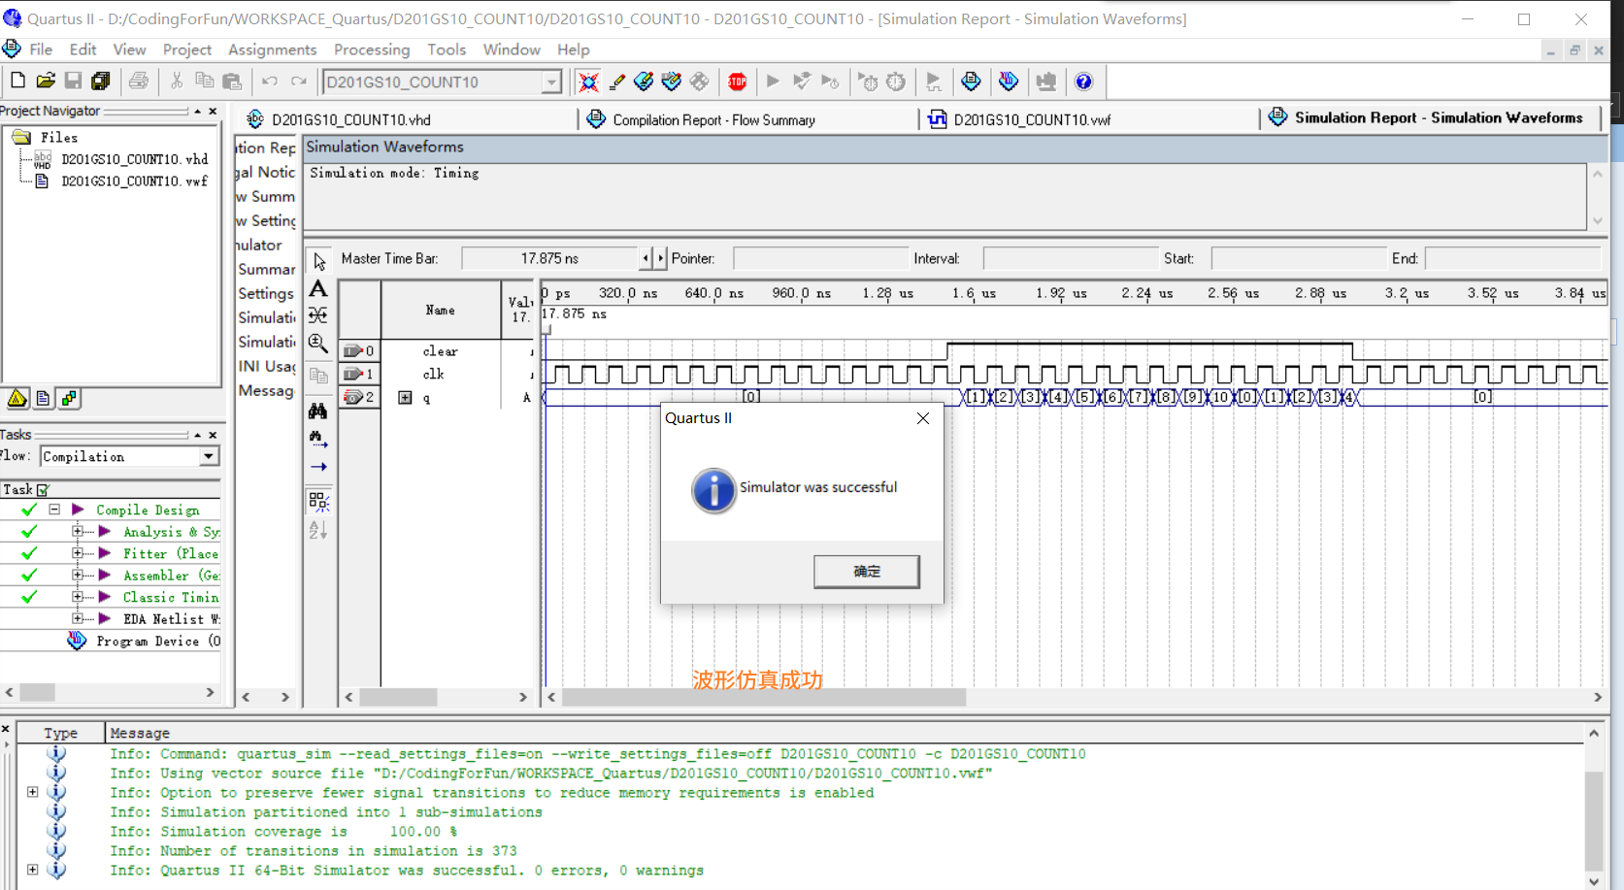 Quartus II - D:/CodingForFun/WORKSPACE_Quartus/D201GS10_COUNT10/D201GS10_COUNT10 - D201GS10_COUNT10 - [Simulation Report - Simulation Waveforms]
File Edit View Project Assignments Processing Tools Window Help
D201GS10_COUNT10
STOP
Project Navigator
Files
D201GS10_COUNT10.vhd
D201GS10_COUNT10.vwf
D201GS10_COUNT10.vhd
Compilation Report - Flow Summary
D201GS10_COUNT10.vwf
Simulation Report - Simulation Waveforms
ition Rep
gal Notic
w Summ
w Setting
nulator
Summar
Settings
Simulati
Simulati
INI Usag
Message
Simulation Waveforms
Simulation mode: Timing
Master Time Bar: 17.875 ns Pointer: Interval: Start: End:
Name
Valu
17.
0 ps 320.0 ns 640.0 ns 960.0 ns 1.28 us 1.6 us 1.92 us 2.24 us 2.56 us 2.88 us 3.2 us 3.52 us 3.84 us
17.875 ns
0 clear
1 clk
2 q A [0] [1] [2] [3] [4] [5] [6] [7] [8] [9] 10 [0] [1] [2] [3] 4 [0]
Quartus II
Simulator was successful
确定
波形仿真成功
Tasks
Flow: Compilation
Task
Compile Design
Analysis & Sy
Fitter (Place
Assembler (Ge
Classic Timin
EDA Netlist W
Program Device (O
Type Message
Info: Command: quartus_sim --read_settings_files=on --write_settings_files=off D201GS10_COUNT10 -c D201GS10_COUNT10
Info: Using vector source file "D:/CodingForFun/WORKSPACE_Quartus/D201GS10_COUNT10/D201GS10_COUNT10.vwf"
Info: Option to preserve fewer signal transitions to reduce memory requirements is enabled
Info: Simulation partitioned into 1 sub-simulations
Info: Simulation coverage is 100.00 %
Info: Number of transitions in simulation is 373
Info: Quartus II 64-Bit Simulator was successful. 0 errors, 0 warnings